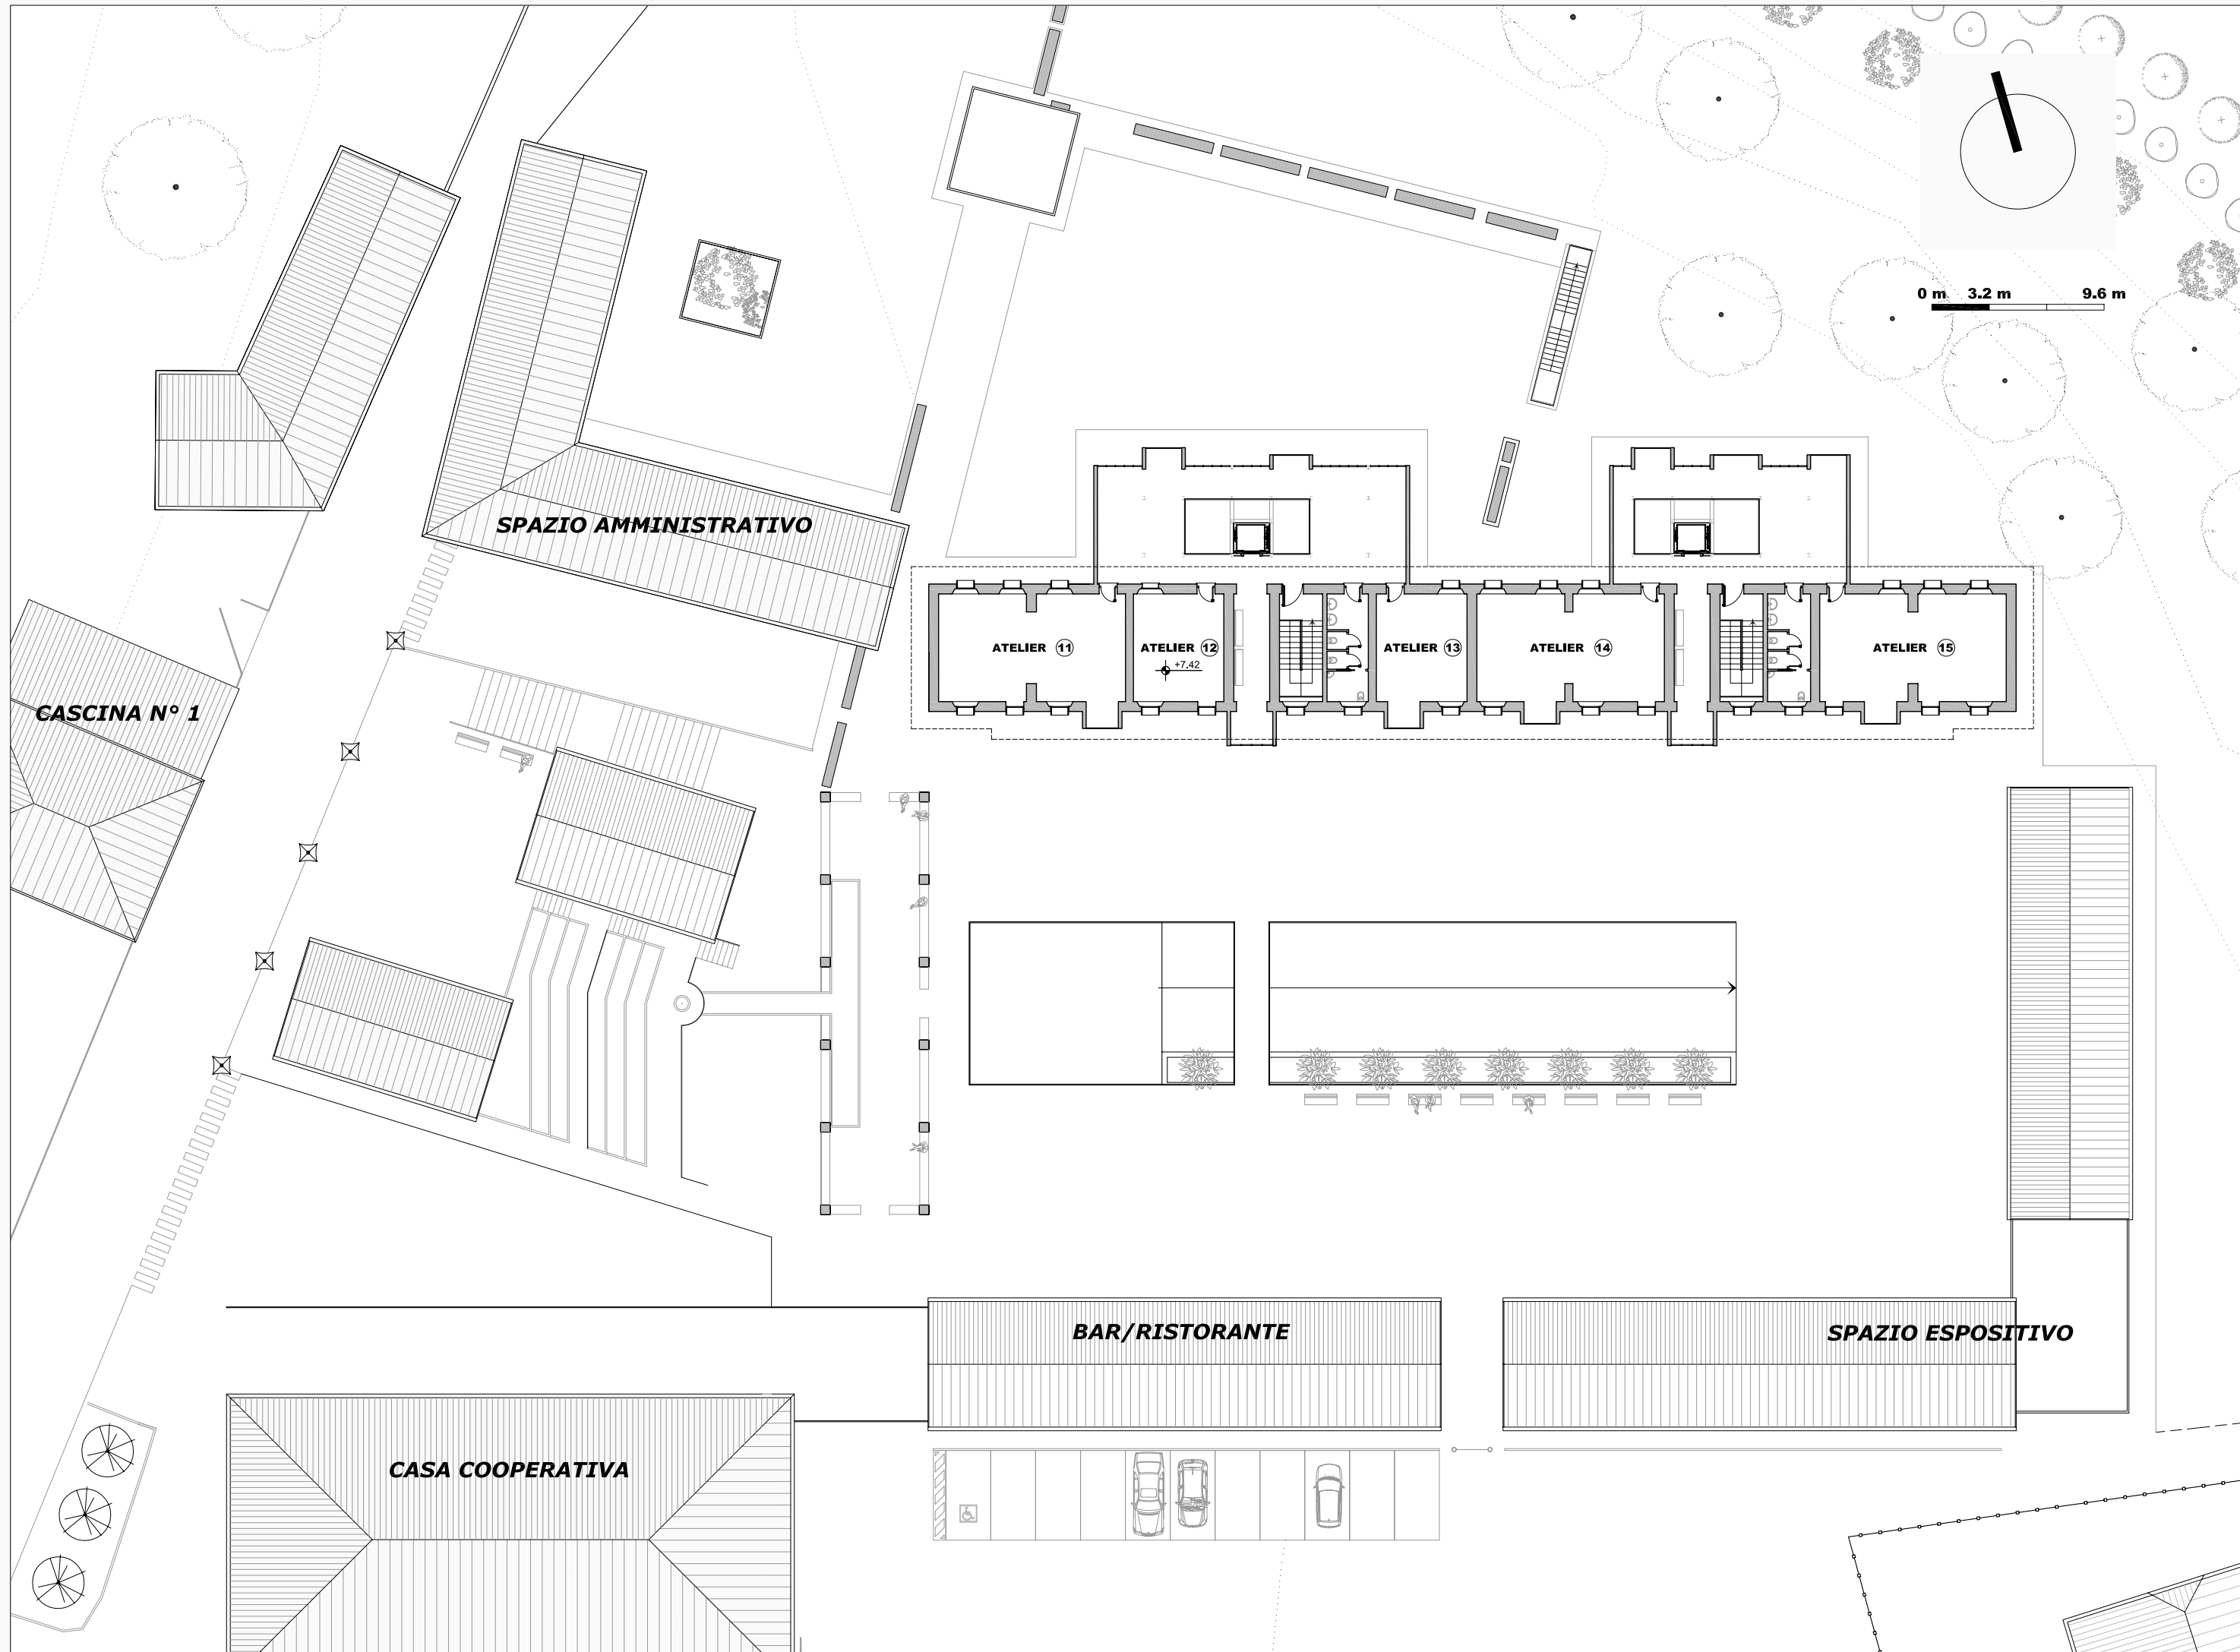 0 m 3.2 m 9.6 m
SPAZIO AMMINISTRATIVO
ATELIER 11
ATELIER 12
+7.42
ATELIER 13
ATELIER 14
ATELIER 15
CASCINA N° 1
BAR/RISTORANTE
SPAZIO ESPOSITIVO
CASA COOPERATIVA